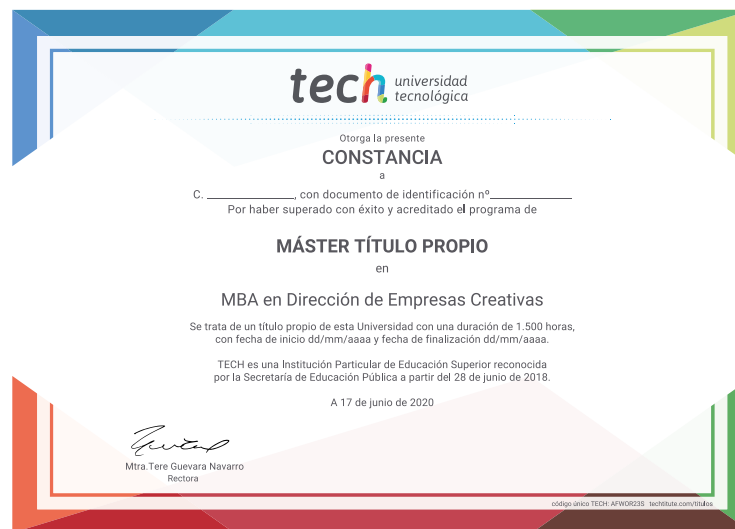 tech universidad
tecnológica
Otorga la presente
CONSTANCIA
a
C. ________________, con documento de identificación nº______________
Por haber superado con éxito y acreditado el programa de
MÁSTER TÍTULO PROPIO
en
MBA en Dirección de Empresas Creativas
Se trata de un título propio de esta Universidad con una duración de 1.500 horas,
con fecha de inicio dd/mm/aaaa y fecha de finalización dd/mm/aaaa.
TECH es una Institución Particular de Educación Superior reconocida
por la Secretaría de Educación Pública a partir del 28 de junio de 2018.
A 17 de junio de 2020
Mtra.Tere Guevara Navarro
Rectora
código único TECH: AFWOR23S techtitute.com/títulos